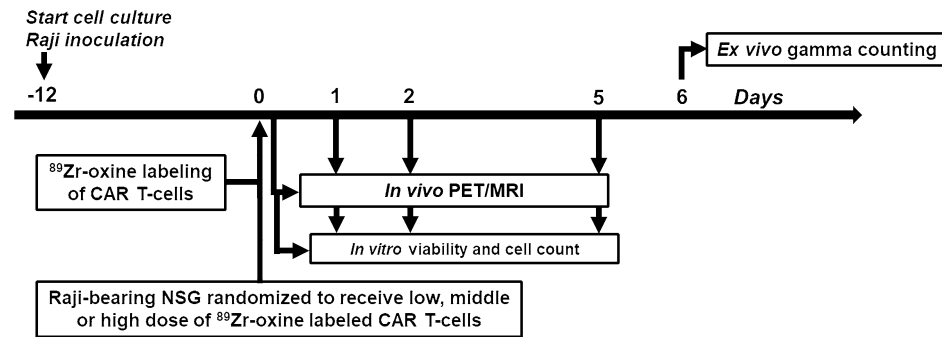 Start cell culture
Raji inoculation
Ex vivo gamma counting
-12
0
1
2
5
6
Days
⁸⁹Zr-oxine labeling
of CAR T-cells
In vivo PET/MRI
In vitro viability and cell count
Raji-bearing NSG randomized to receive low, middle
or high dose of ⁸⁹Zr-oxine labeled CAR T-cells